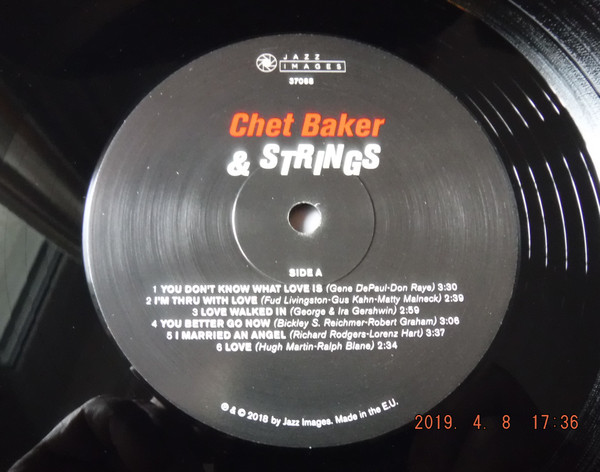 JAZZ
IMAGES
37088
Chet Baker
& STRINGS
SIDE A
1 YOU DON'T KNOW WHAT LOVE IS (Gene DePaul-Don Raye) 3:30
2 I'M THRU WITH LOVE (Fud Livingston-Gus Kahn-Matty Malneck) 2:39
3 LOVE WALKED IN (George & Ira Gershwin) 2:59
4 YOU BETTER GO NOW (Bickley S. Reichmer-Robert Graham) 3:06
5 I MARRIED AN ANGEL (Richard Rodgers-Lorenz Hart) 3:37
6 LOVE (Hugh Martin-Ralph Blane) 2:34
℗ & © 2018 by Jazz Images. Made in the E.U.
2019. 4. 8 17:36